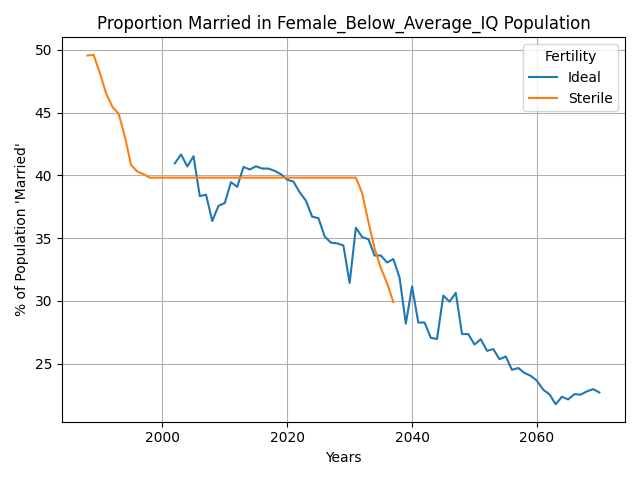 Proportion Married in Female_Below_Average_IQ Population
% of Population 'Married'
50
45
40
35
30
25
Fertility
Ideal
Sterile
2000
2020
2040
2060
Years